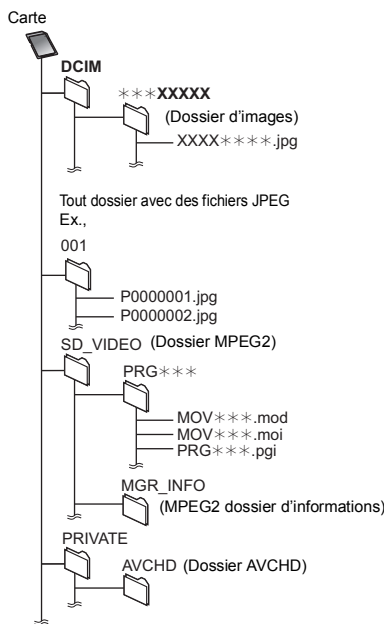 Carte
DCIM
✳✳✳XXXXX
(Dossier d'images)
XXXX✳✳✳✳.jpg
Tout dossier avec des fichiers JPEG
Ex.,
001
P0000001.jpg
P0000002.jpg
SD_VIDEO (Dossier MPEG2)
PRG✳✳✳
MOV✳✳✳.mod
MOV✳✳✳.moi
PRG✳✳✳.pgi
MGR_INFO
(MPEG2 dossier d'informations)
PRIVATE
AVCHD (Dossier AVCHD)